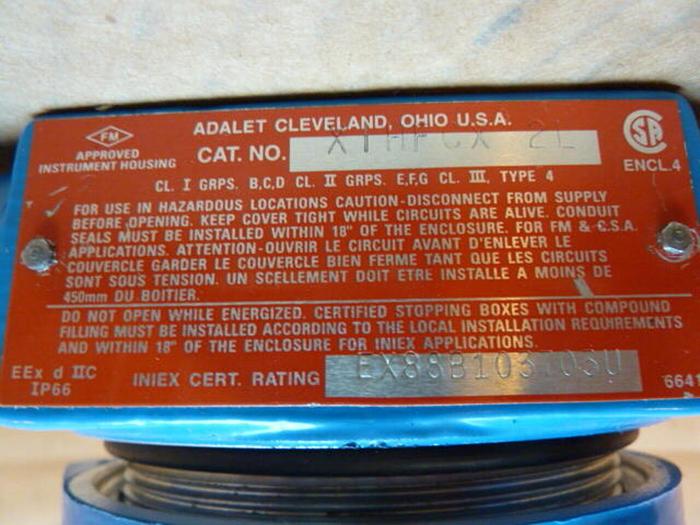 FM
APPROVED
INSTRUMENT HOUSING
ADALET CLEVELAND, OHIO U.S.A.
CAT. NO.
2L
ENCL.4
CL. I GRPS. B,C,D CL. II GRPS. E,F,G CL. III, TYPE 4
FOR USE IN HAZARDOUS LOCATIONS CAUTION-DISCONNECT FROM SUPPLY
BEFORE OPENING. KEEP COVER TIGHT WHILE CIRCUITS ARE ALIVE. CONDUIT
SEALS MUST BE INSTALLED WITHIN 18" OF THE ENCLOSURE. FOR FM & C.S.A.
APPLICATIONS. ATTENTION-OUVRIR LE CIRCUIT AVANT D'ENLEVER LE
COUVERCLE GARDER LE COUVERCLE BIEN FERME TANT QUE LES CIRCUITS
SONT SOUS TENSION. UN SCELLEMENT DOIT ETRE INSTALLE A MOINS DE
450mm DU BOITIER.
DO NOT OPEN WHILE ENERGIZED. CERTIFIED STOPPING BOXES WITH COMPOUND
FILLING MUST BE INSTALLED ACCORDING TO THE LOCAL INSTALLATION REQUIREMENTS
AND WITHIN 18" OF THE ENCLOSURE FOR INIEX APPLICATIONS.
EEx d IIC
IP66
INIEX CERT. RATING
6641